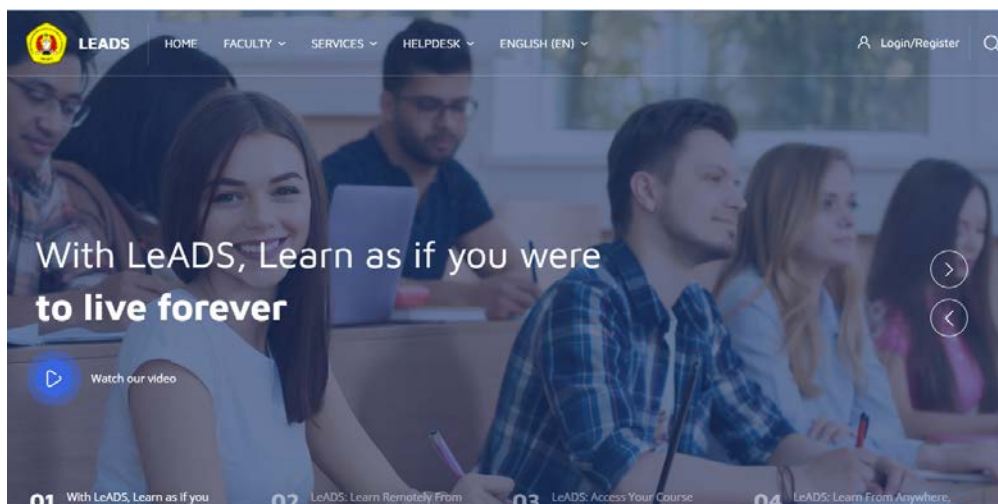 LEADS
HOME
FACULTY
SERVICES
HELPDESK
ENGLISH (EN)
Login/Register
With LeADS, Learn as if you were
to live forever
Watch our video
01 With LeADS, Learn as if you
02 LeADS: Learn Remotely From
03 LeADS: Access Your Course
04 LeADS: Learn From Anywhere,